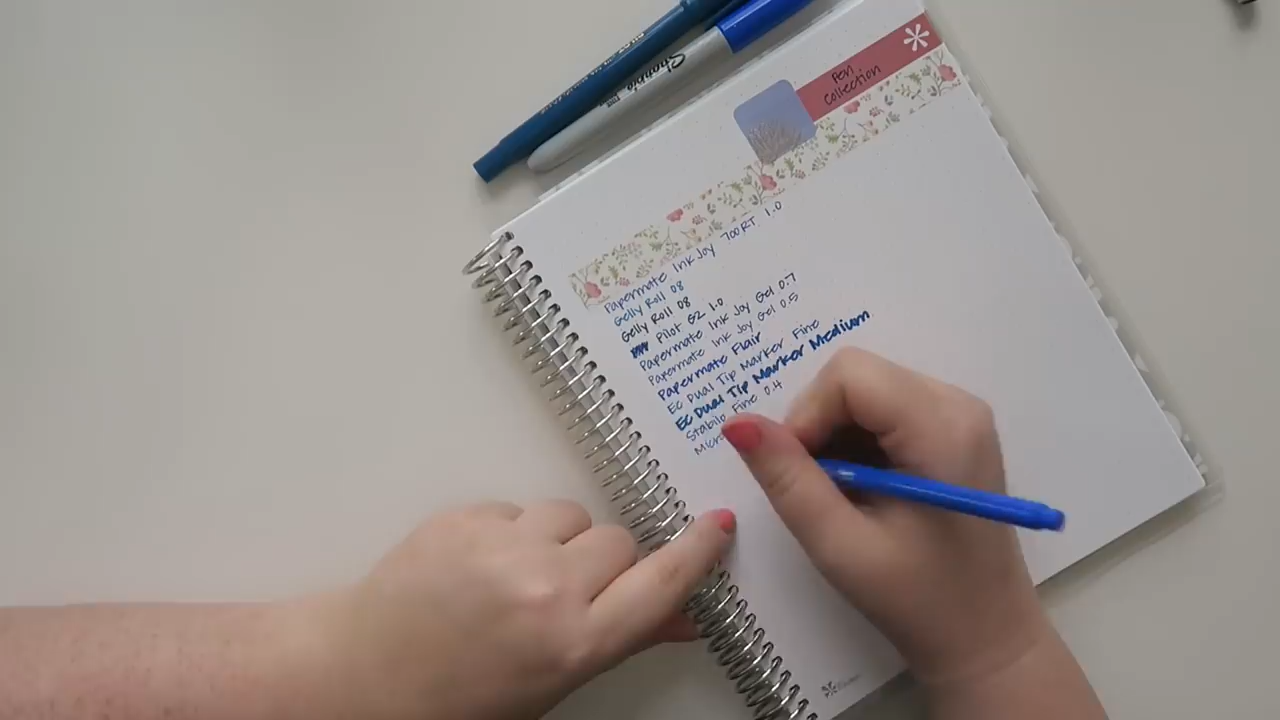 Sharpie
Pen
Collection
Papermate InkJoy 700RT 1.0
Gelly Roll 08
Gelly Roll 08
Pilot G2 1.0
Papermate Ink Joy Gel 0.7
Papermate Ink Joy Gel 0.5
Papermate Flair
EC Dual Tip Marker Fine
EC Dual Tip Marker Medium
Stabilo Fine 0.4
Micro